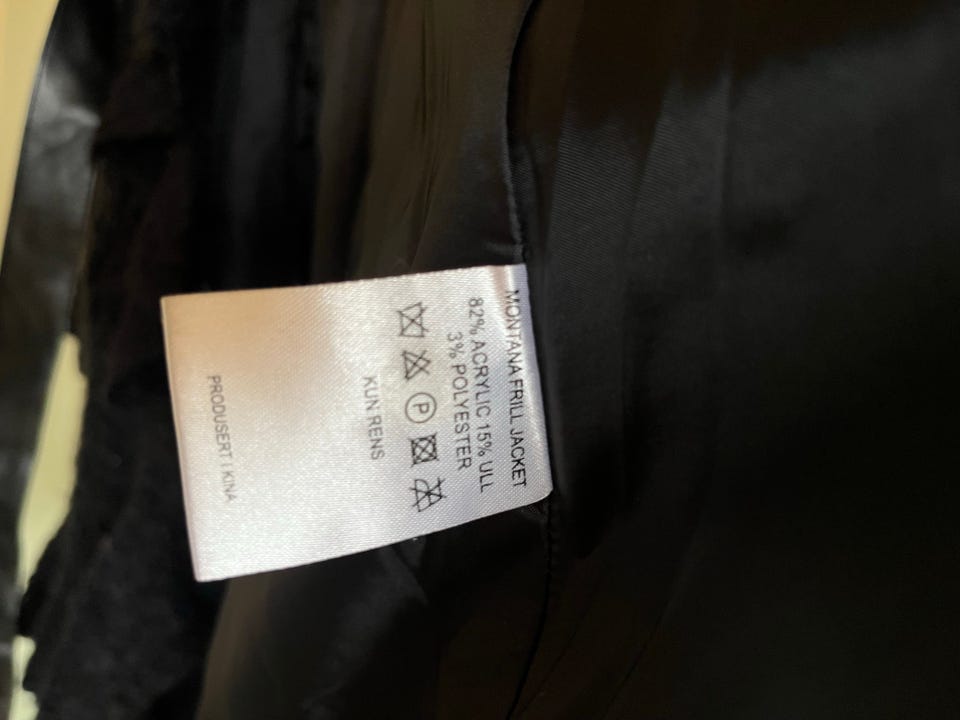 MONTANA FRILL JACKET
82% ACRYLIC 15% ULL
3% POLYESTER
P
KUN RENS
PRODUSERT I KINA